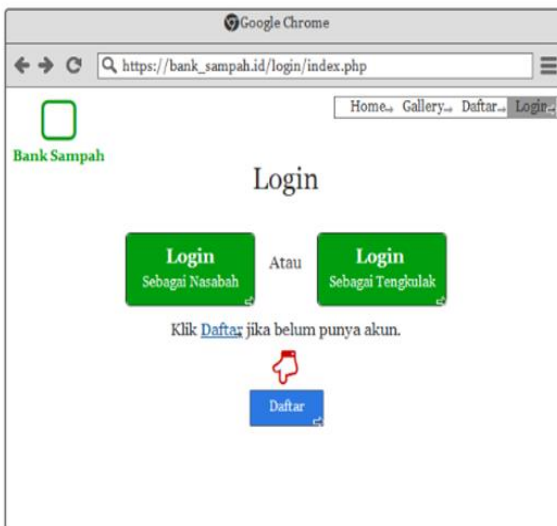 Google Chrome
https://bank_sampah.id/login/index.php
Home Gallery Daftar Login
Bank Sampah
Login
Login
Sebagai Nasabah
Atau
Login
Sebagai Tengkulak
Klik Daftar jika belum punya akun.
Daftar